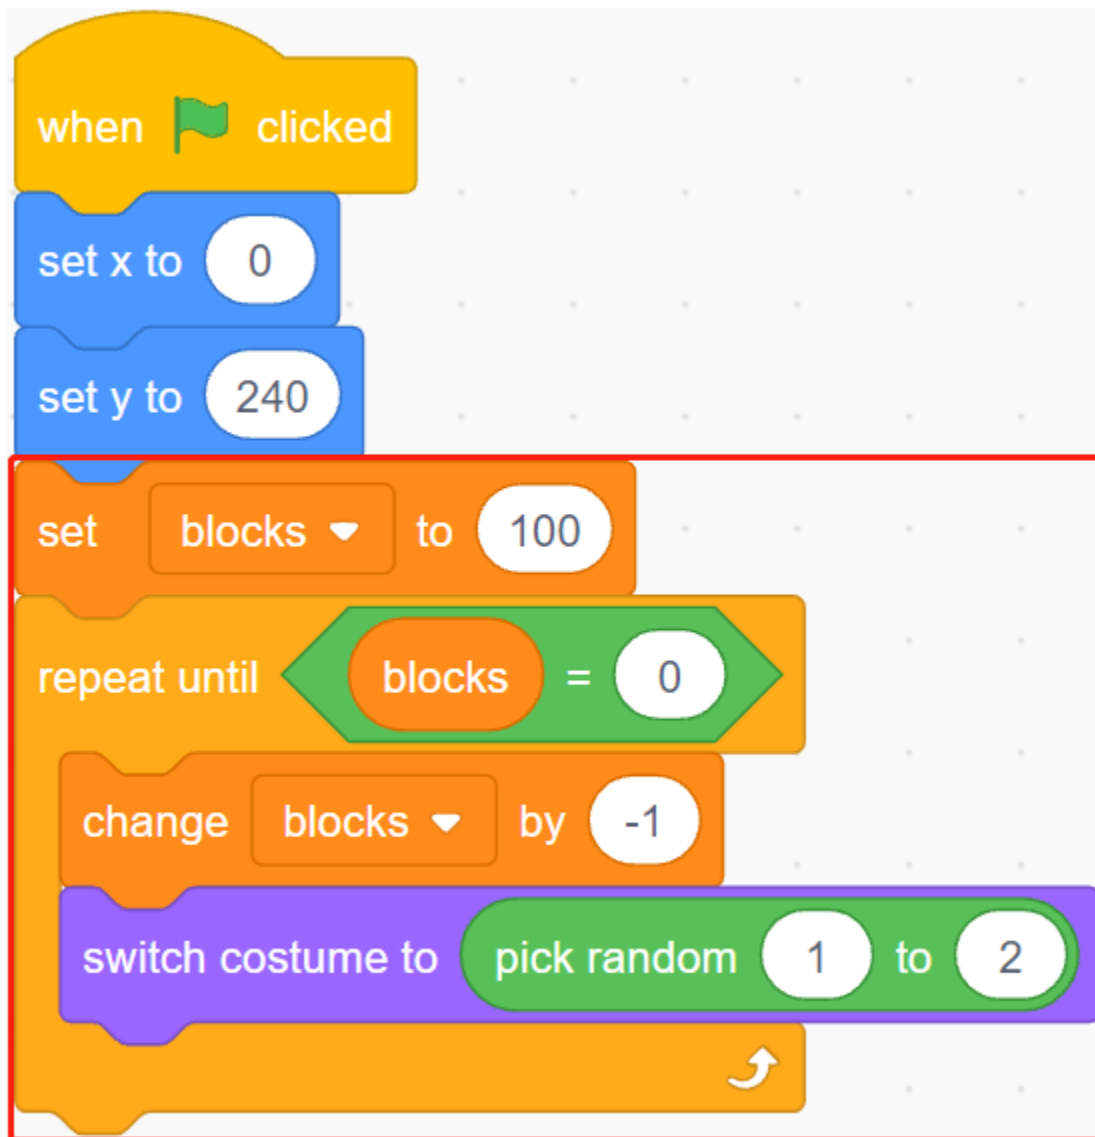 when clicked
set x to 0
set y to 240
set blocks to 100
repeat until blocks = 0
change blocks by -1
switch costume to pick random 1 to 2